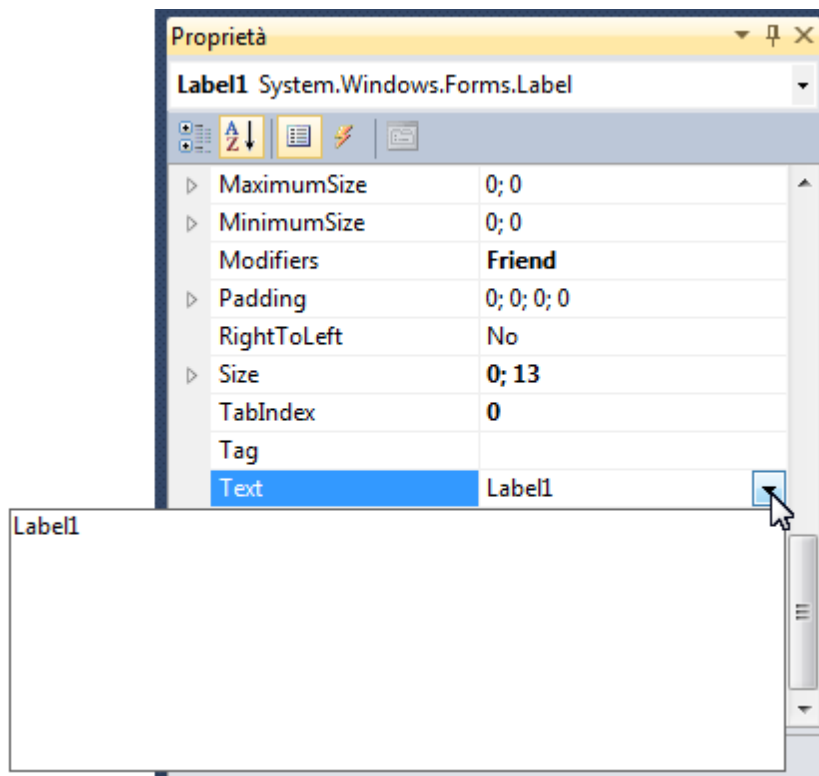 Proprietà
Label1 System.Windows.Forms.Label
MaximumSize 0; 0
MinimumSize 0; 0
Modifiers Friend
Padding 0; 0; 0; 0
RightToLeft No
Size 0; 13
TabIndex 0
Tag
Text Label1
Label1